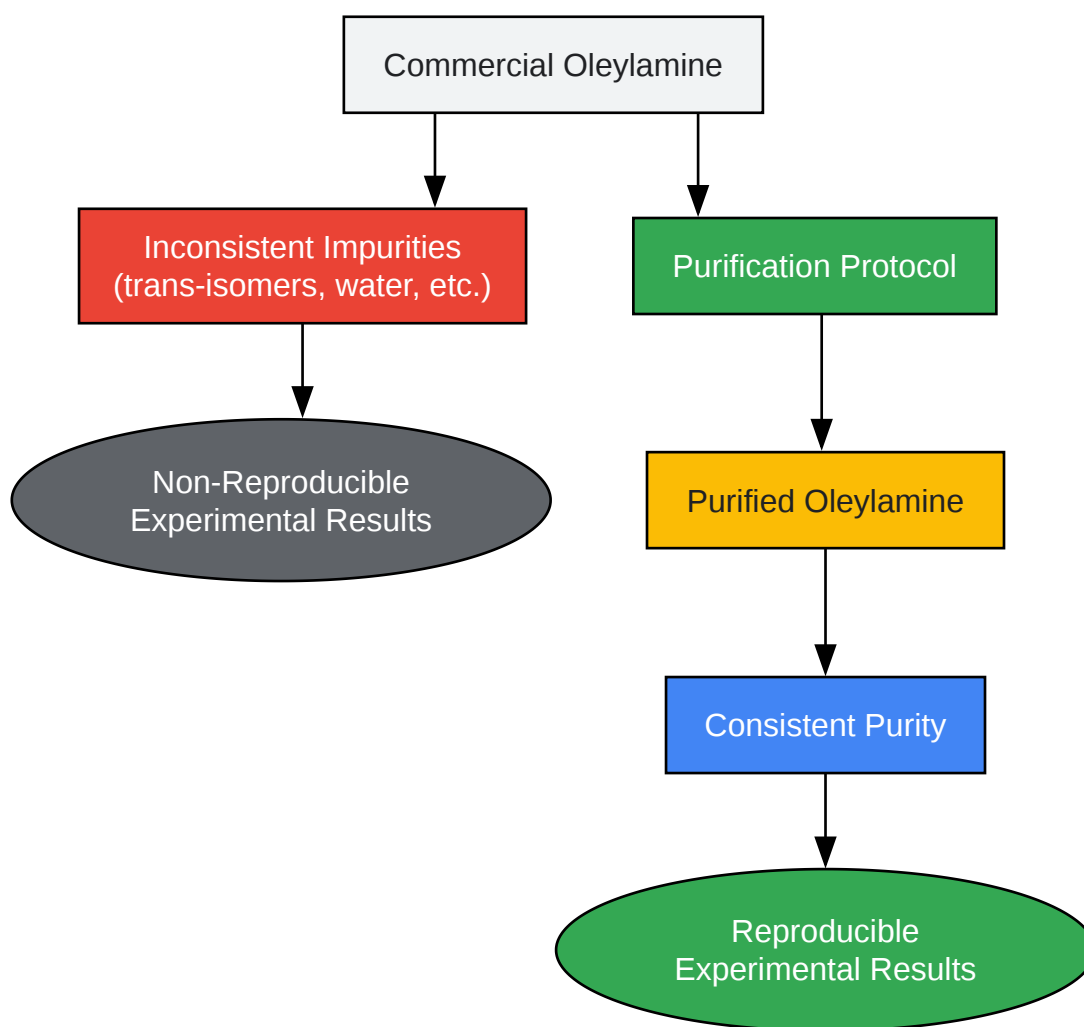 Commercial Oleylamine
Inconsistent Impurities
(trans-isomers, water, etc.)
Purification Protocol
Non-Reproducible
Experimental Results
Purified Oleylamine
Consistent Purity
Reproducible
Experimental Results